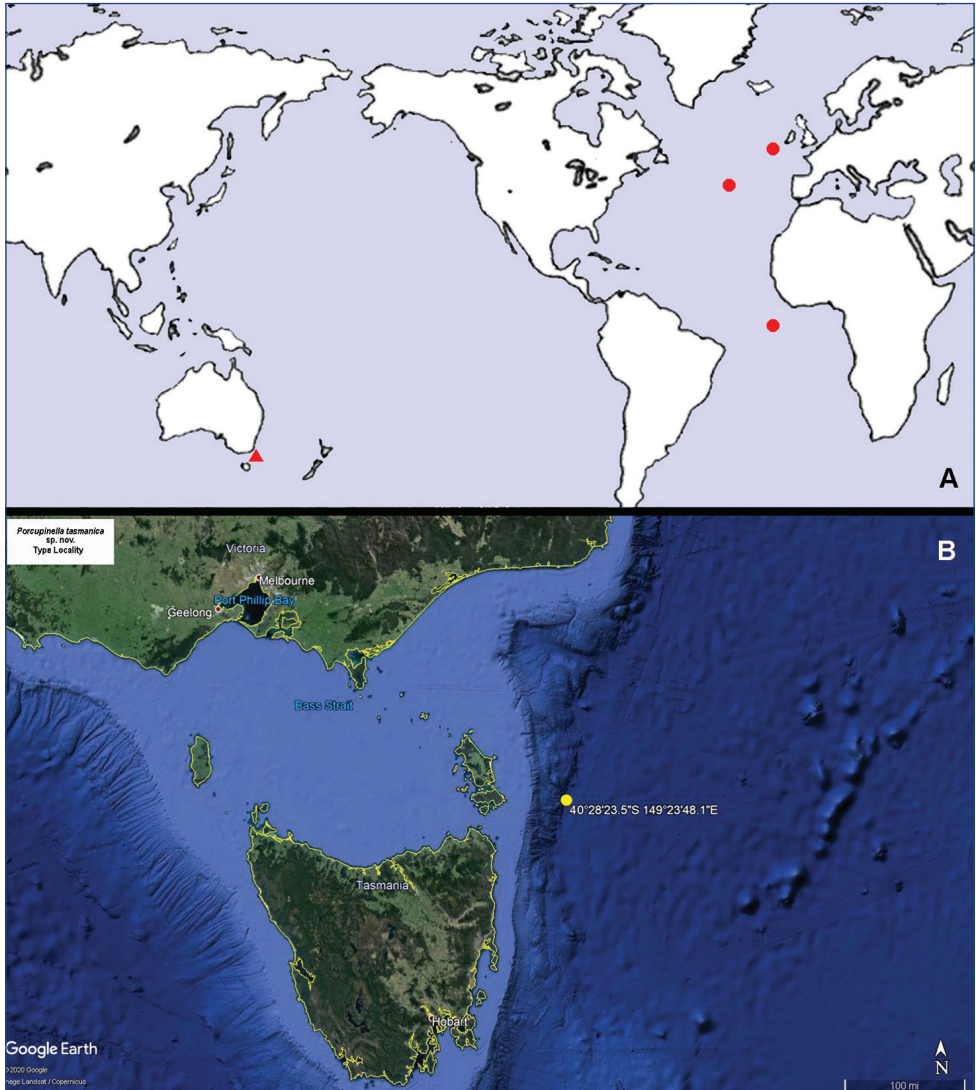 A
Porcupinella tasmanica
sp. nov.
Type Locality
B
Victoria
Melbourne
Port Phillip Bay
Geelong
Bass Strait
40°28'23.5"S 149°23'48.1"E
Tasmania
Hobart
Google Earth
©2020 Google
mage Landsat / Copernicus
N
100 mi